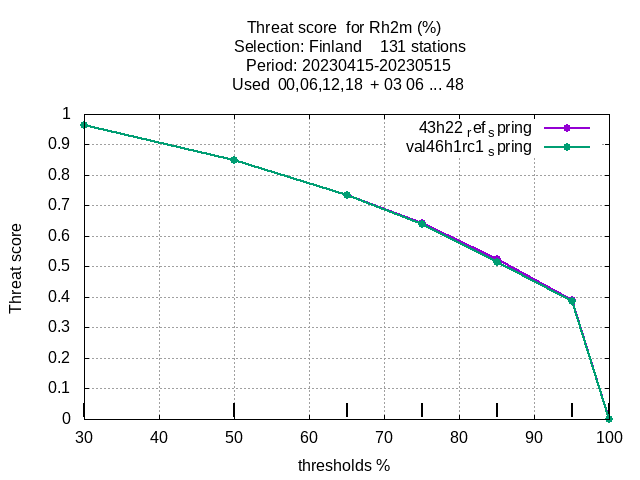 Threat score for Rh2m (%)
Selection: Finland 131 stations
Period: 20230415-20230515
Used 00,06,12,18 + 03 06 ... 48
43h22 ref spring
val46h1rc1 spring
1
0.9
0.8
0.7
0.6
0.5
0.4
0.3
0.2
0.1
0
Threat score
30 40 50 60 70 80 90 100
thresholds %